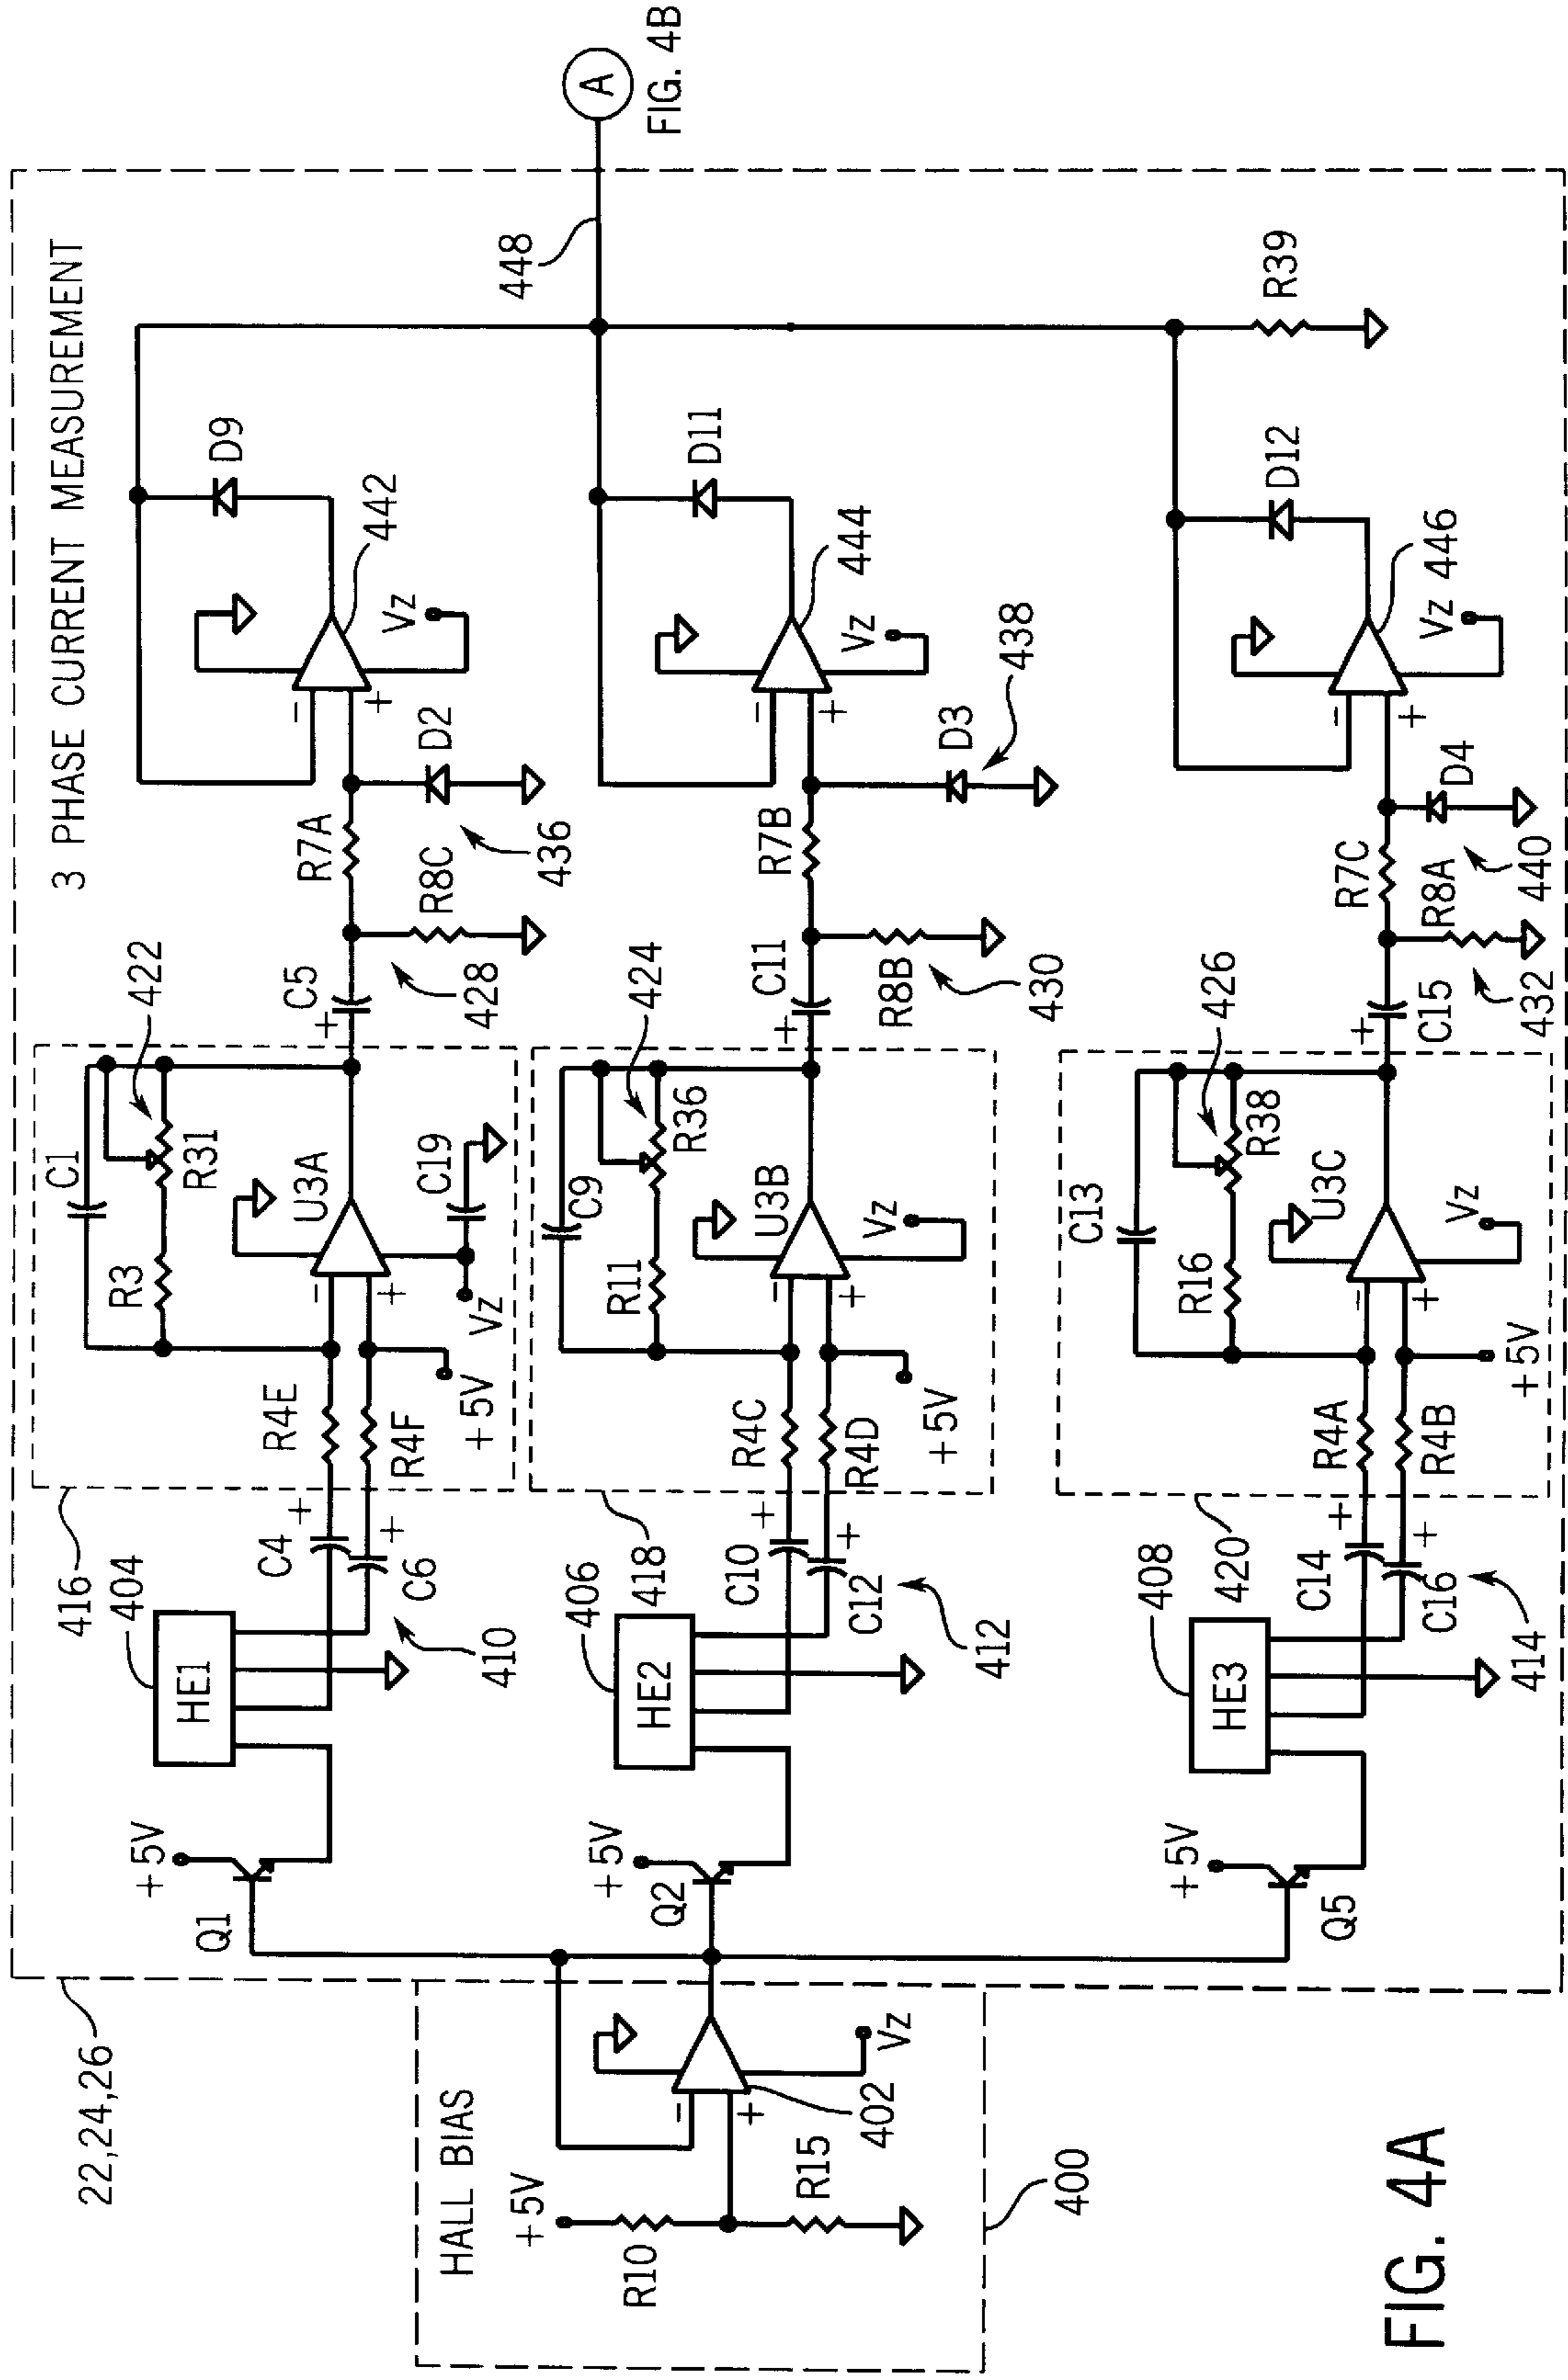 3 PHASE CURRENT MEASUREMENT
22,24,26
HALL BIAS
+5V
R10
R15
−
+
402
Vz
400
+5V
Q1
404
HE1
410
C4
+
C6
+
416
R4E
R4F
+5V
C1
R3
R31
422
−
+
U3A
Vz
C19
+
C5
428
R8C
R7A
436
D2
−
+
442
Vz
D9
448
A
FIG. 4B
+5V
Q2
406
HE2
412
C10
+
C12
+
418
R4C
R4D
+5V
C9
R11
R36
424
−
+
U3B
Vz
+
C11
R8B
430
R7B
D3
438
−
+
444
Vz
D11
+5V
Q5
408
HE3
414
C14
+
C16
+
420
R4A
R4B
+5V
C13
R16
R38
426
−
+
U3C
Vz
+
C15
432
R8A
R7C
440
D4
−
+
446
Vz
D12
R39
FIG. 4A